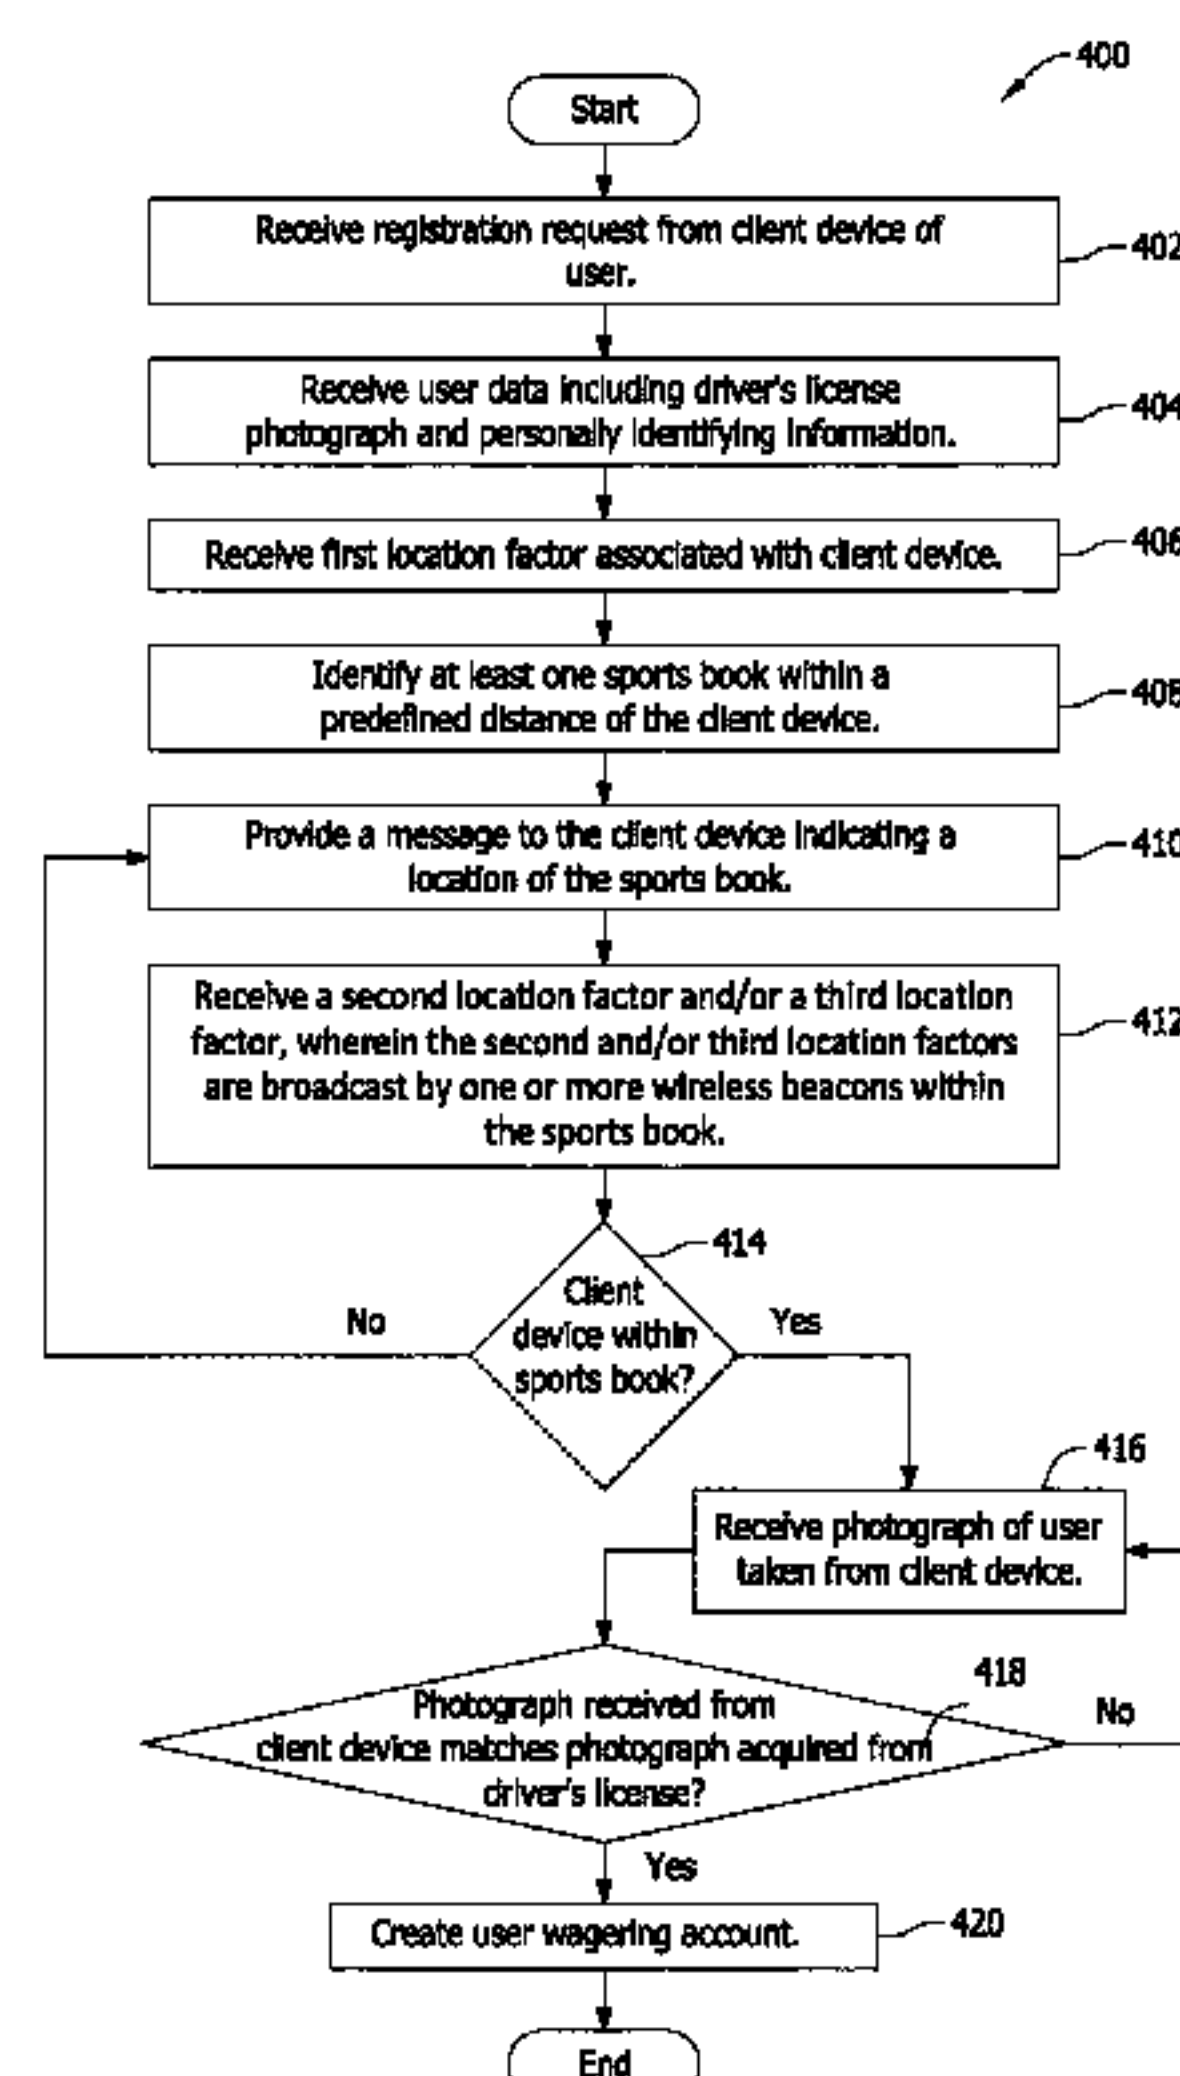 400
Start
Receive registration request from client device of
user.
402
Receive user data including driver's license
photograph and personally identifying information.
404
Receive first location factor associated with client device.
406
Identify at least one sports book within a
predefined distance of the client device.
408
Provide a message to the client device indicating a
location of the sports book.
410
Receive a second location factor and/or a third location
factor, wherein the second and/or third location factors
are broadcast by one or more wireless beacons within
the sports book.
412
414
Client
device within
sports book?
No
Yes
416
Receive photograph of user
taken from client device.
418
Photograph received from
client device matches photograph acquired from
driver's license?
No
Yes
Create user wagering account.
420
End